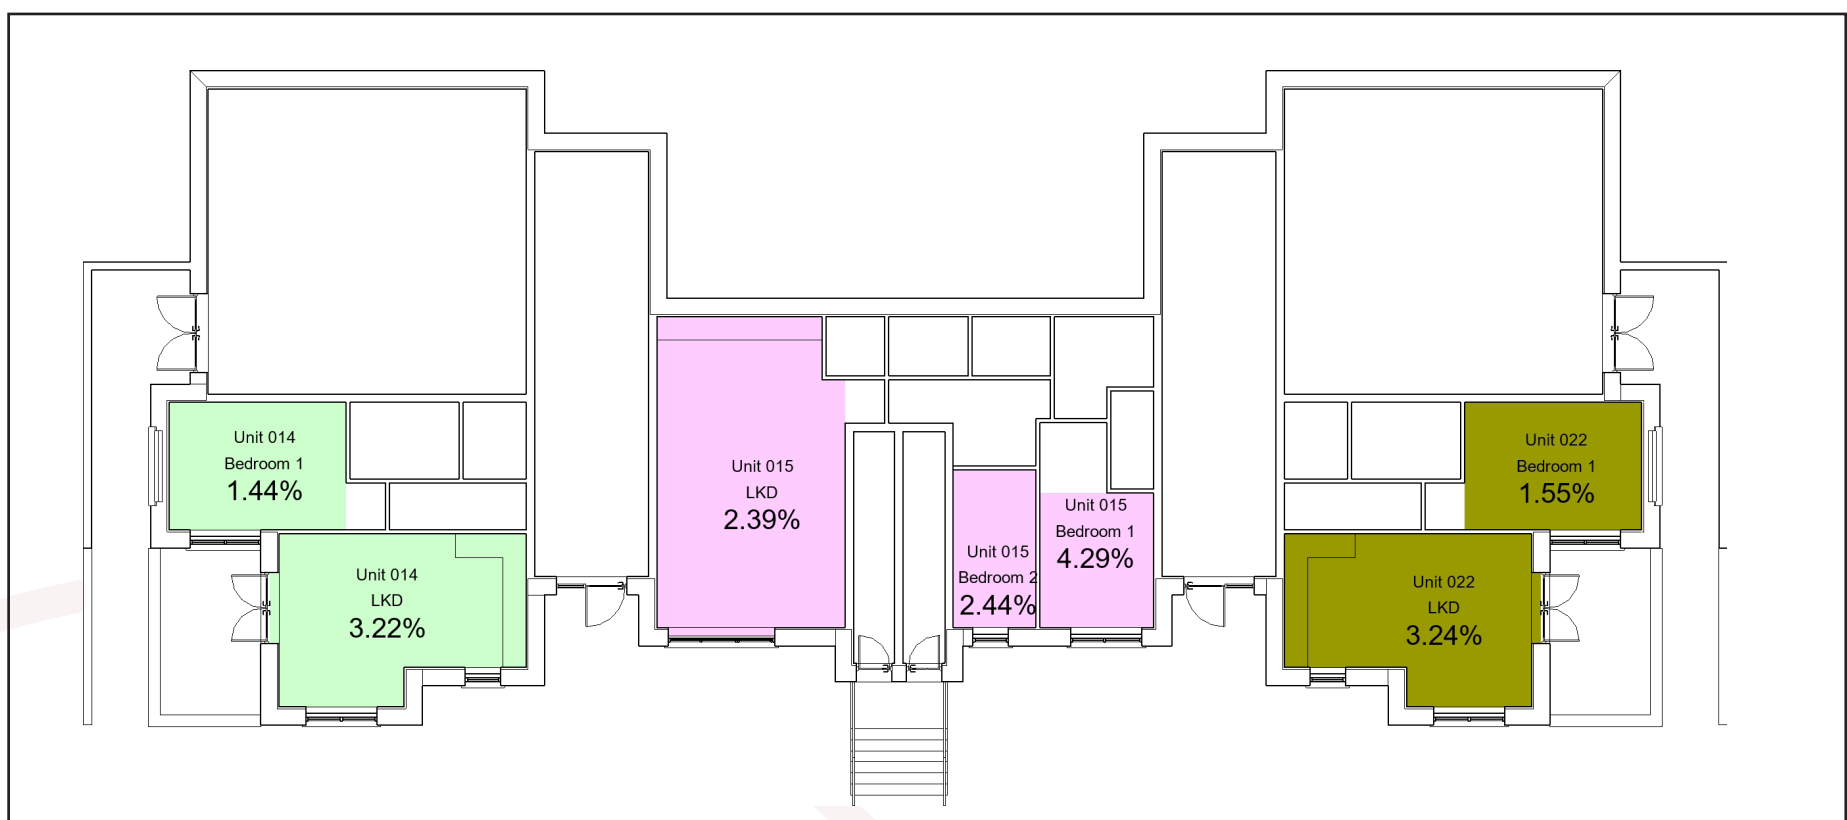 Unit 014
Bedroom 1
1.44%
Unit 014
LKD
3.22%
Unit 015
LKD
2.39%
Unit 015
Bedroom 2
2.44%
Unit 015
Bedroom 1
4.29%
Unit 022
Bedroom 1
1.55%
Unit 022
LKD
3.24%